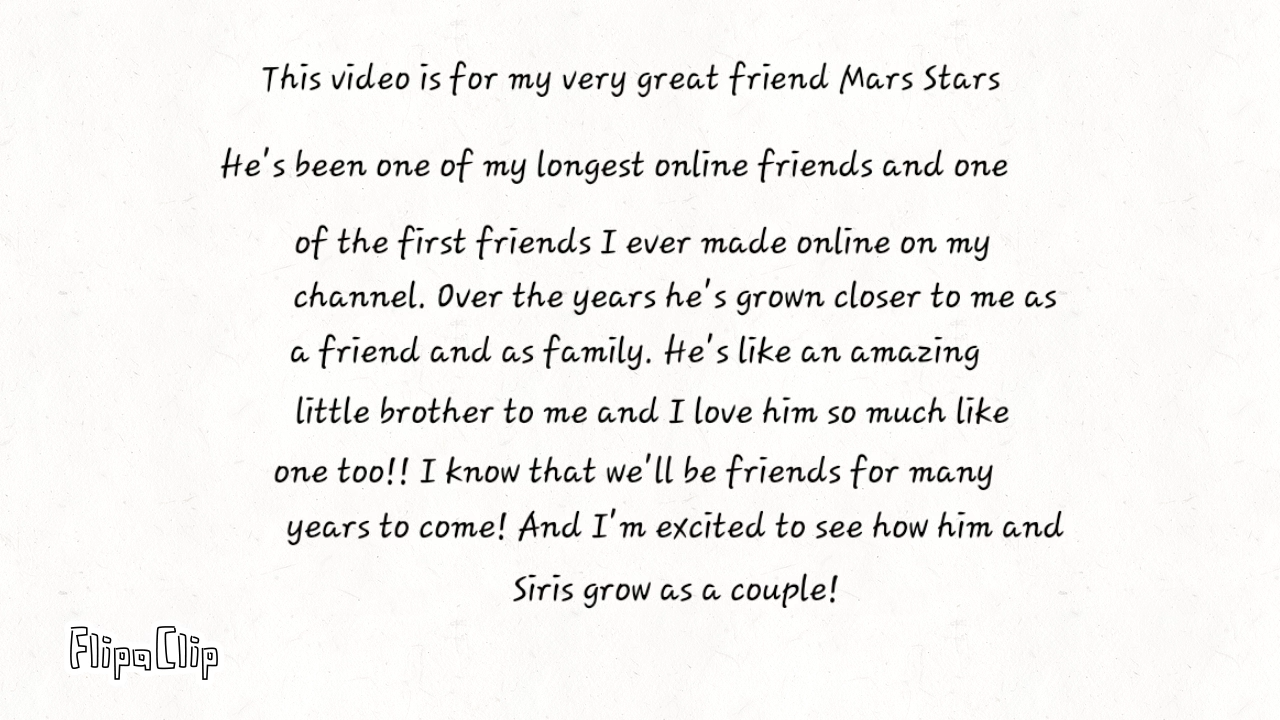 This video is for my very great friend Mars Stars
He's been one of my longest online friends and one
of the first friends I ever made online on my
channel. Over the years he's grown closer to me as
a friend and as family. He's like an amazing
little brother to me and I love him so much like
one too!! I know that we'll be friends for many
years to come! And I'm excited to see how him and
Siris grow as a couple!
FlipaClip